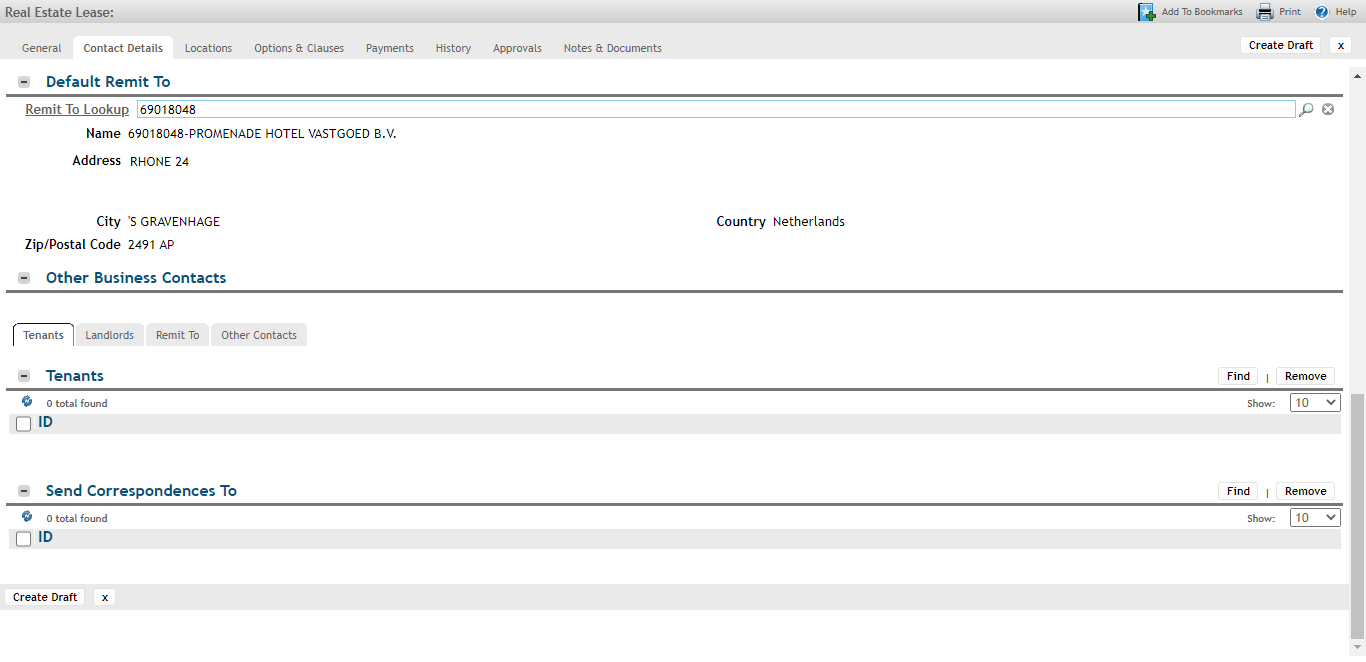 Real Estate Lease:
Add To Bookmarks Print Help
General Contact Details Locations Options & Clauses Payments History Approvals Notes & Documents Create Draft x
Default Remit To
Remit To Lookup 69018048
Name 69018048-PROMENADE HOTEL VASTGOED B.V.
Address RHONE 24
City 'S GRAVENHAGE Country Netherlands
Zip/Postal Code 2491 AP
Other Business Contacts
Tenants Landlords Remit To Other Contacts
Tenants Find | Remove
0 total found Show: 10
ID
Send Correspondences To Find | Remove
0 total found Show: 10
ID
Create Draft x